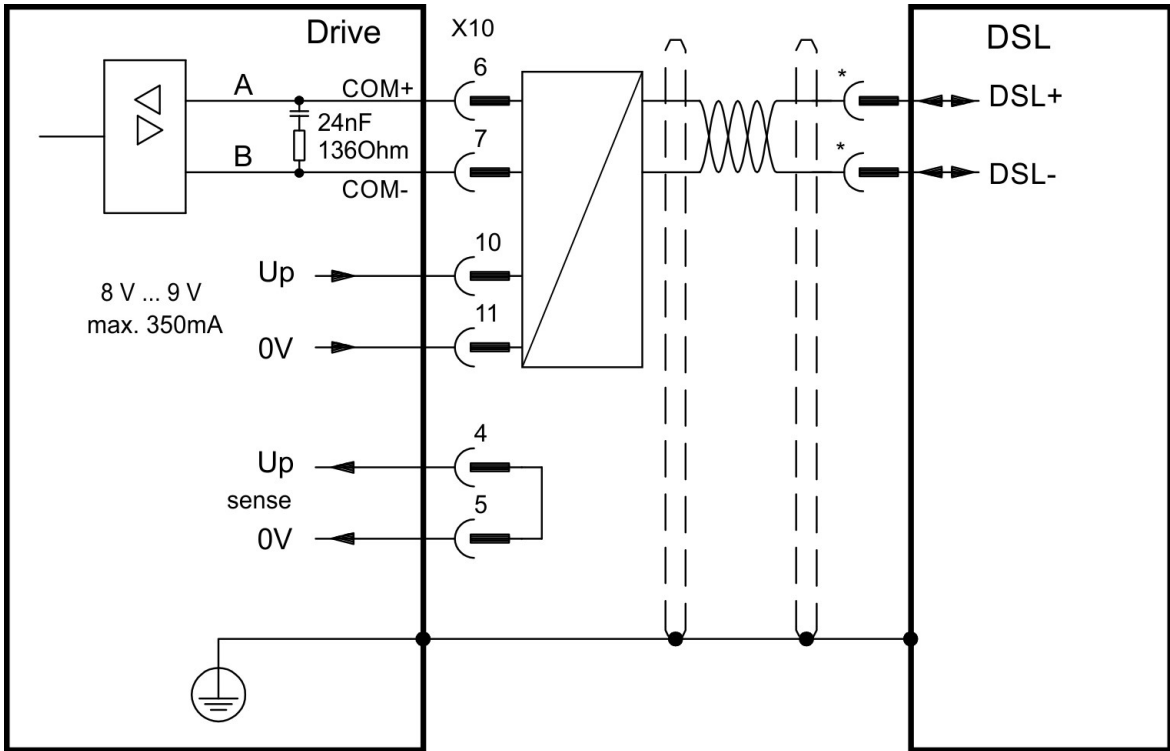 Drive
X10
DSL
6
A
COM+
*
DSL+
24nF
136Ohm
7
B
COM-
*
DSL-
10
Up
8 V ... 9 V
max. 350mA
11
0V
4
Up
sense
5
0V